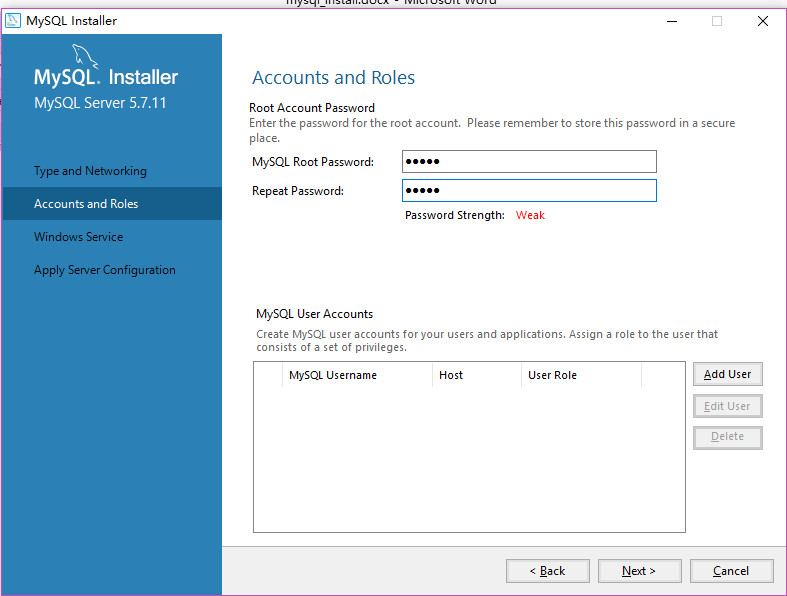 mysql_install.docx - Microsoft Word
MySQL Installer
MySQL® Installer
MySQL Server 5.7.11
Type and Networking
Accounts and Roles
Windows Service
Apply Server Configuration
Accounts and Roles
Root Account Password
Enter the password for the root account. Please remember to store this password in a secure
place.
MySQL Root Password: ●●●●●
Repeat Password: ●●●●●
Password Strength: Weak
MySQL User Accounts
Create MySQL user accounts for your users and applications. Assign a role to the user that
consists of a set of privileges.
MySQL Username Host User Role
Add User
Edit User
Delete
< Back Next > Cancel